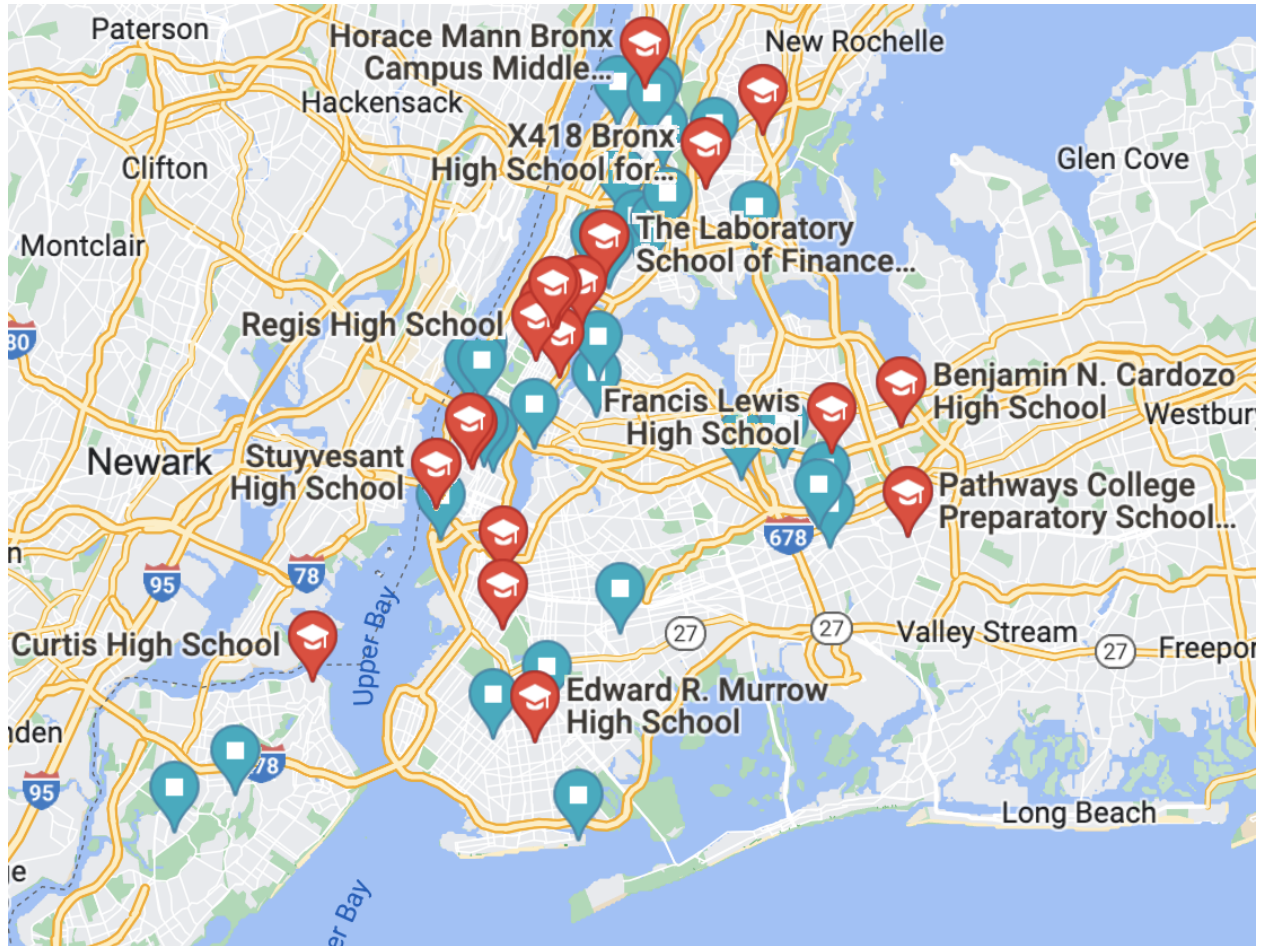 Paterson
Horace Mann Bronx
Campus Middle...
New Rochelle
Hackensack
X418 Bronx
High School for...
Clifton
Glen Cove
Montclair
The Laboratory
School of Finance...
Regis High School
80
Benjamin N. Cardozo
High School
Francis Lewis
High School
Westbury
Newark
Stuyvesant
High School
Pathways College
Preparatory School...
678
n
95
78
Upper Bay
Curtis High School
27
27
Valley Stream
27
Freepor
Edward R. Murrow
High School
nden
78
95
Long Beach
ge
er Bay